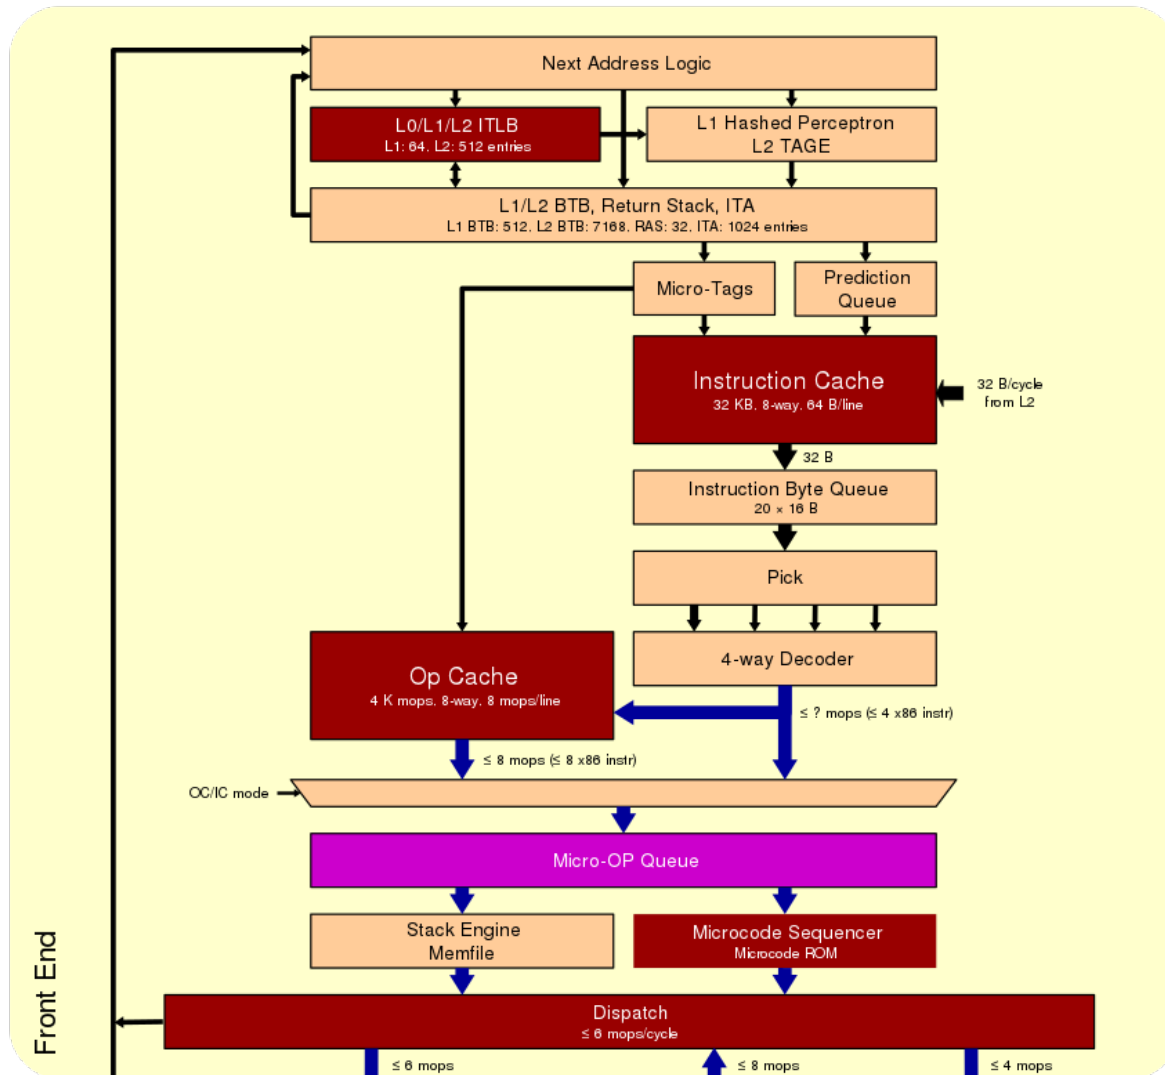 Next Address Logic
L0/L1/L2 ITLB
L1: 64, L2: 512 entries
L1 Hashed Perceptron
L2 TAGE
L1/L2 BTB, Return Stack, ITA
L1 BTB: 512, L2 BTB: 7168, RAS: 32, ITA: 1024 entries
Micro-Tags
Prediction
Queue
Instruction Cache
32 KB, 8-way, 64 B/line
32 B/cycle
from L2
32 B
Instruction Byte Queue
20 × 16 B
Pick
4-way Decoder
Op Cache
4 K mops, 8-way, 8 mops/line
≤ ? mops (≤ 4 x86 instr)
≤ 8 mops (≤ 8 x86 instr)
OC/IC mode
Micro-OP Queue
Stack Engine
Memfile
Microcode Sequencer
Microcode ROM
Front End
Dispatch
≤ 6 mops/cycle
≤ 6 mops
≤ 8 mops
≤ 4 mops